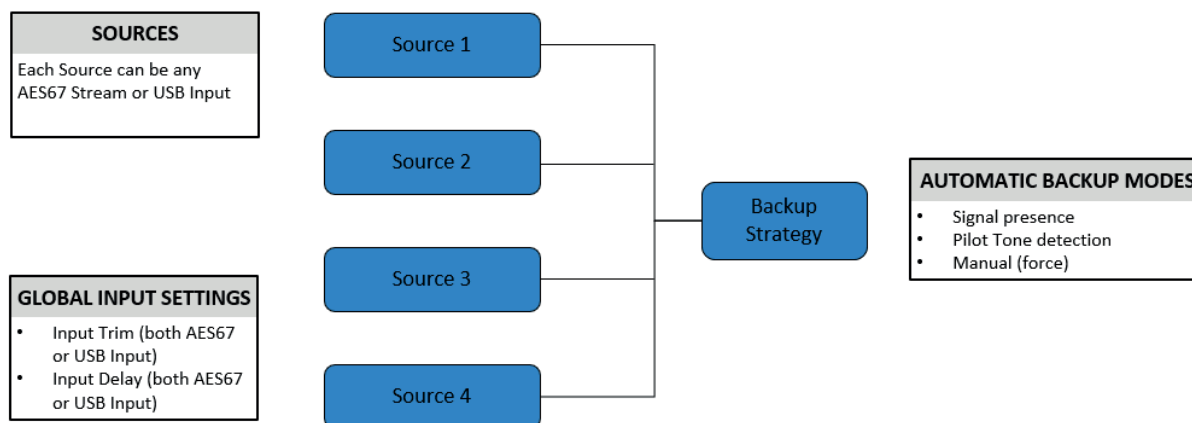 SOURCES
Each Source can be any
AES67 Stream or USB Input
GLOBAL INPUT SETTINGS
• Input Trim (both AES67
or USB Input)
• Input Delay (both AES67
or USB Input)
Source 1
Source 2
Source 3
Source 4
Backup
Strategy
AUTOMATIC BACKUP MODES
• Signal presence
• Pilot Tone detection
• Manual (force)